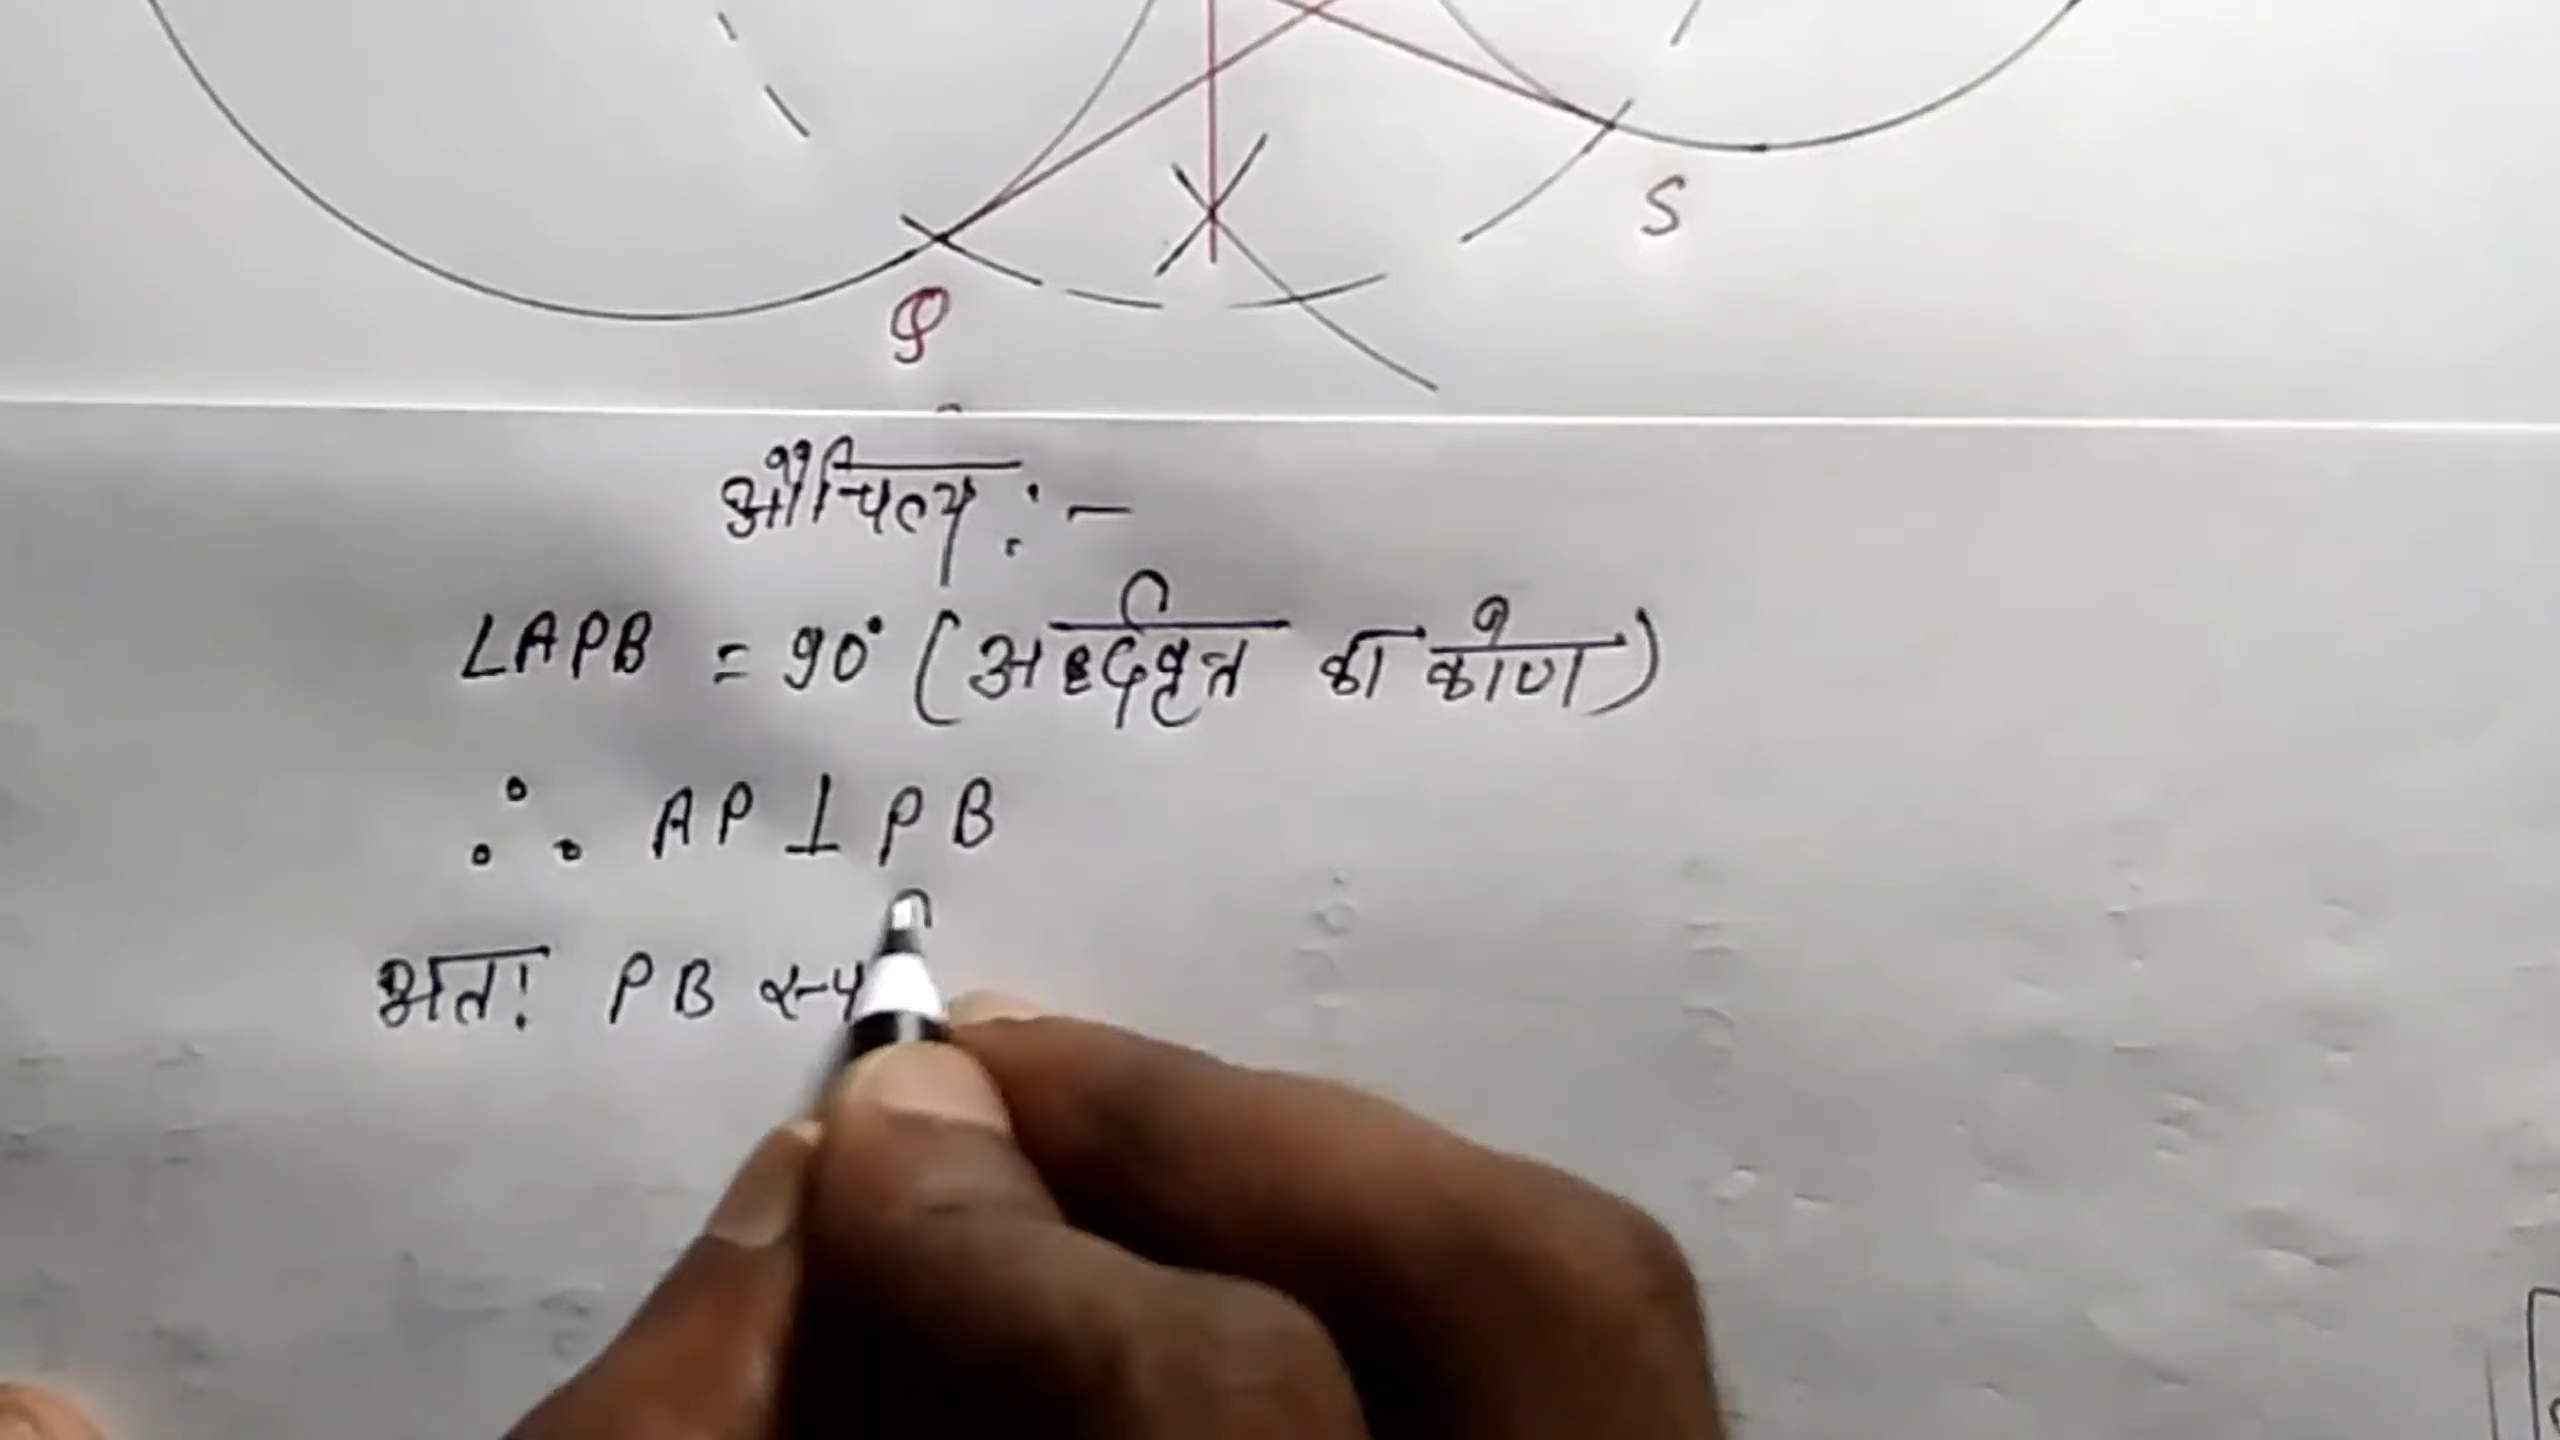 S
Q
औचित्य :-
∠APB = 90° (अर्द्धवृत का कोण)
∴ AP ⊥ PB
अतः PB